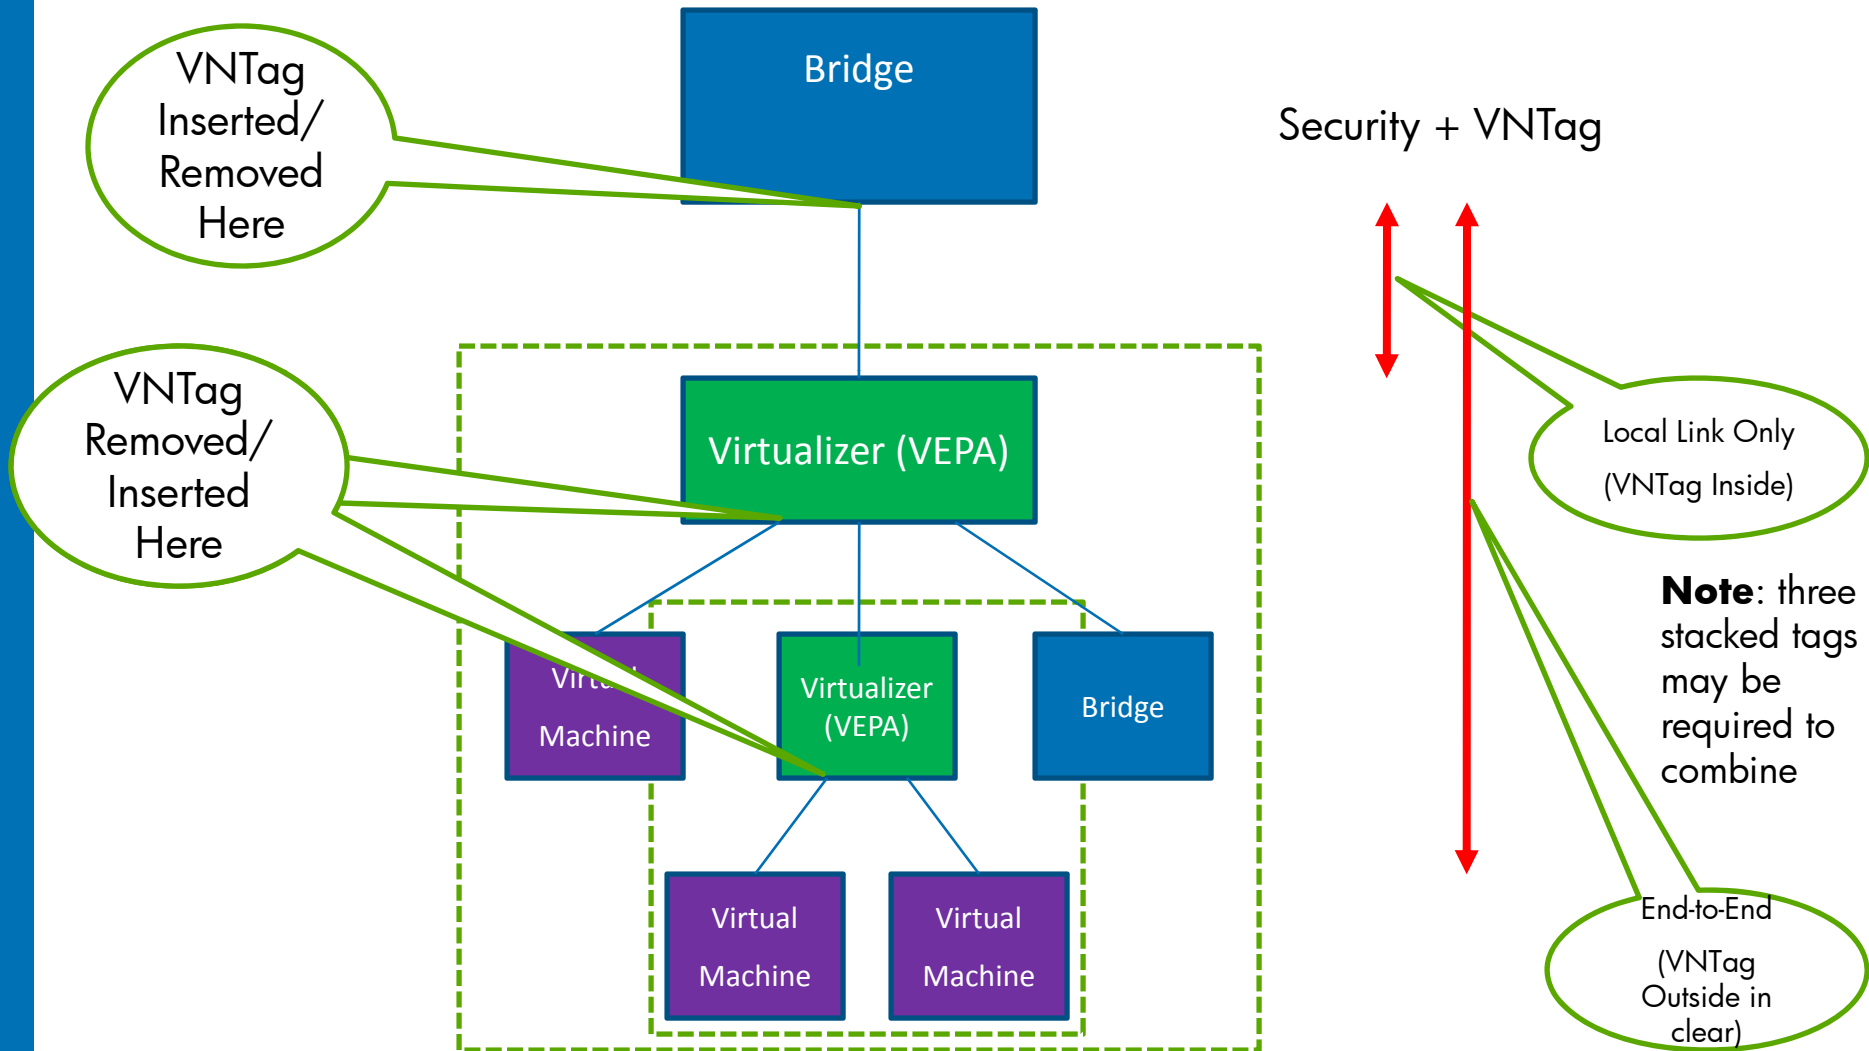 VNTag
Inserted/
Removed
Here
Bridge
Security + VNTag
VNTag
Removed/
Inserted
Here
Virtualizer (VEPA)
Local Link Only
(VNTag Inside)
Note: three
stacked tags
may be
required to
combine
Virtual
Machine
Virtualizer
(VEPA)
Bridge
Virtual
Machine
Virtual
Machine
End-to-End
(VNTag
Outside in
clear)